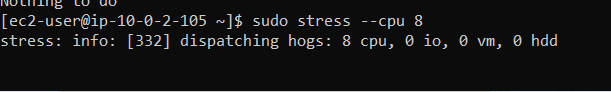 Nothing to do
[ec2-user@ip-10-0-2-105 ~]$ sudo stress --cpu 8
stress: info: [332] dispatching hogs: 8 cpu, 0 io, 0 vm, 0 hdd